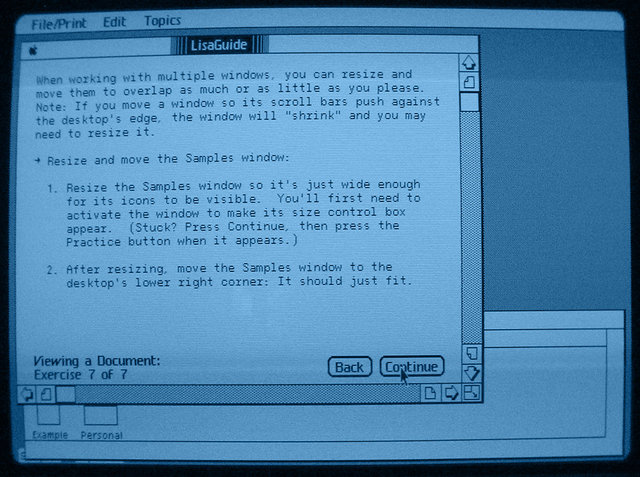 File/Print Edit Topics
LisaGuide
When working with multiple windows, you can resize and
move them to overlap as much or as little as you please.
Note: If you move a window so its scroll bars push against
the desktop's edge, the window will "shrink" and you may
need to resize it.
→ Resize and move the Samples window:
1. Resize the Samples window so it's just wide enough
for its icons to be visible. You'll first need to
activate the window to make its size control box
appear. (Stuck? Press Continue, then press the
Practice button when it appears.)
2. After resizing, move the Samples window to the
desktop's lower right corner: It should just fit.
Viewing a Document:
Exercise 7 of 7
Back Continue
Example Personal